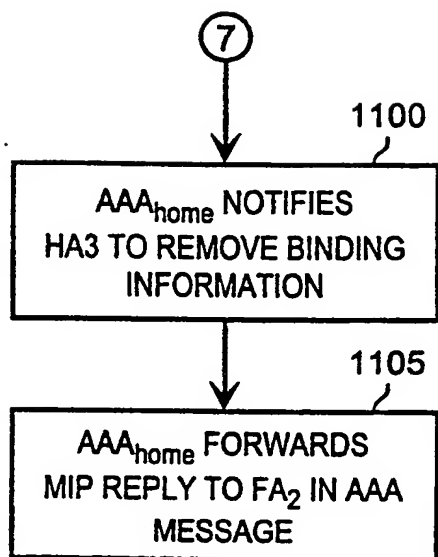 7
1100
AAAhome NOTIFIES
HA3 TO REMOVE BINDING
INFORMATION
1105
AAAhome FORWARDS
MIP REPLY TO FA2 IN AAA
MESSAGE